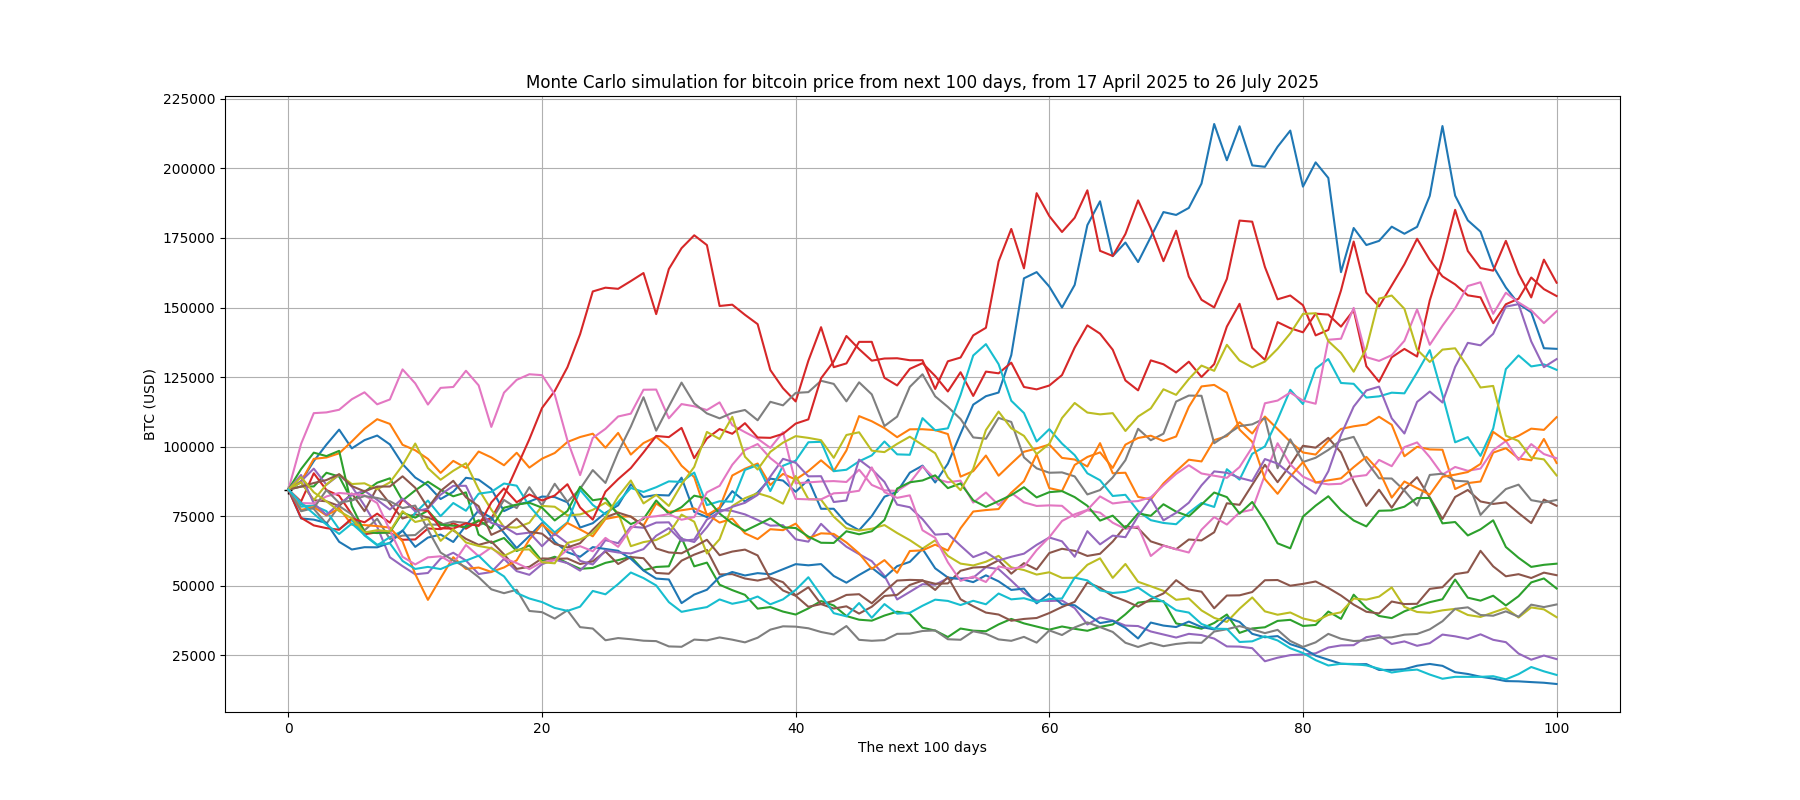 Monte Carlo simulation for bitcoin price from next 100 days, from 17 April 2025 to 26 July 2025
225000
200000
175000
150000
125000
100000
75000
50000
25000
BTC (USD)
0 20 40 60 80 100
The next 100 days